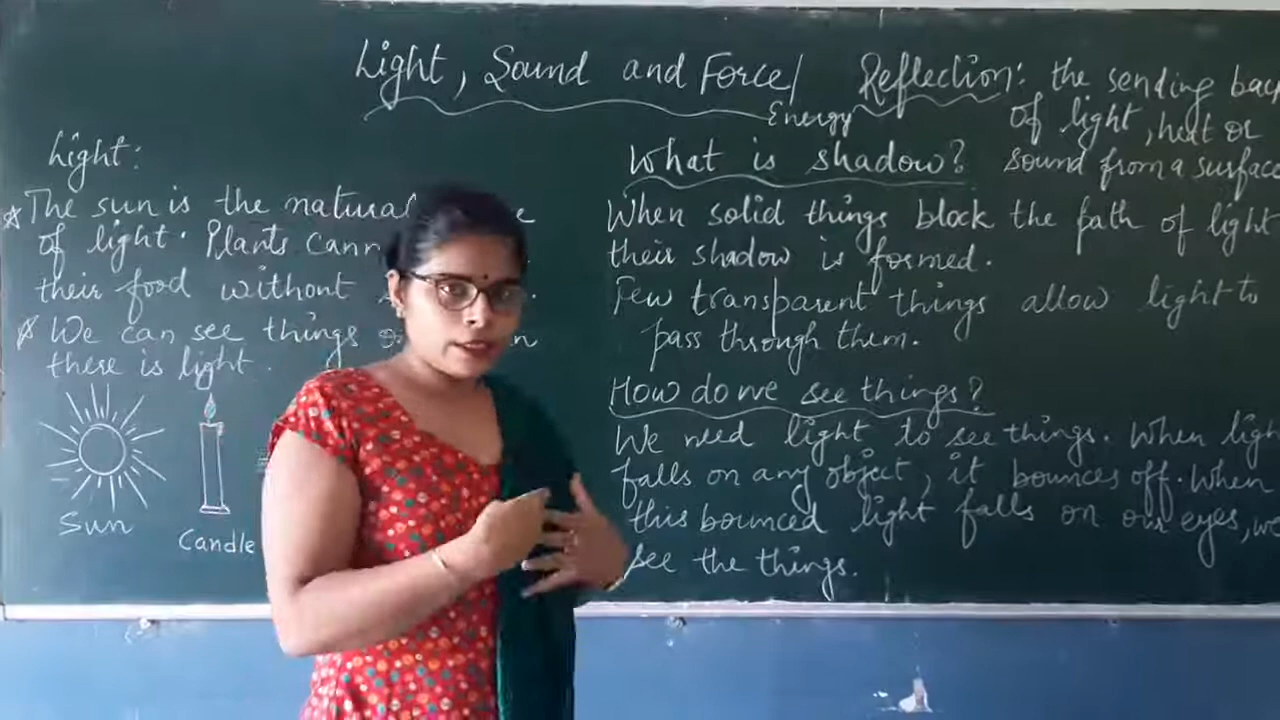 Light, Sound and Force/
Energy
Light:
The sun is the natural
of light. Plants
their food without
We can see things
there is light.
Sun
Candle
Reflection: the sending
of light, heat or
sound from a surface
What is shadow?
When solid things block the path of light
their shadow is formed.
Few transparent things allow light to
pass through them.
How do we see things?
We need light to see things. When
falls on any object, it bounces off. When
this bounced light falls on our eyes, we
see the things.